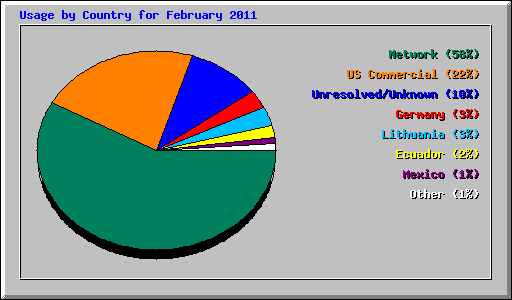 Usage by Country for February 2011
Network (58%)
US Commercial (22%)
Unresolved/Unknown (10%)
Germany (3%)
Lithuania (3%)
Ecuador (2%)
Mexico (1%)
Other (1%)